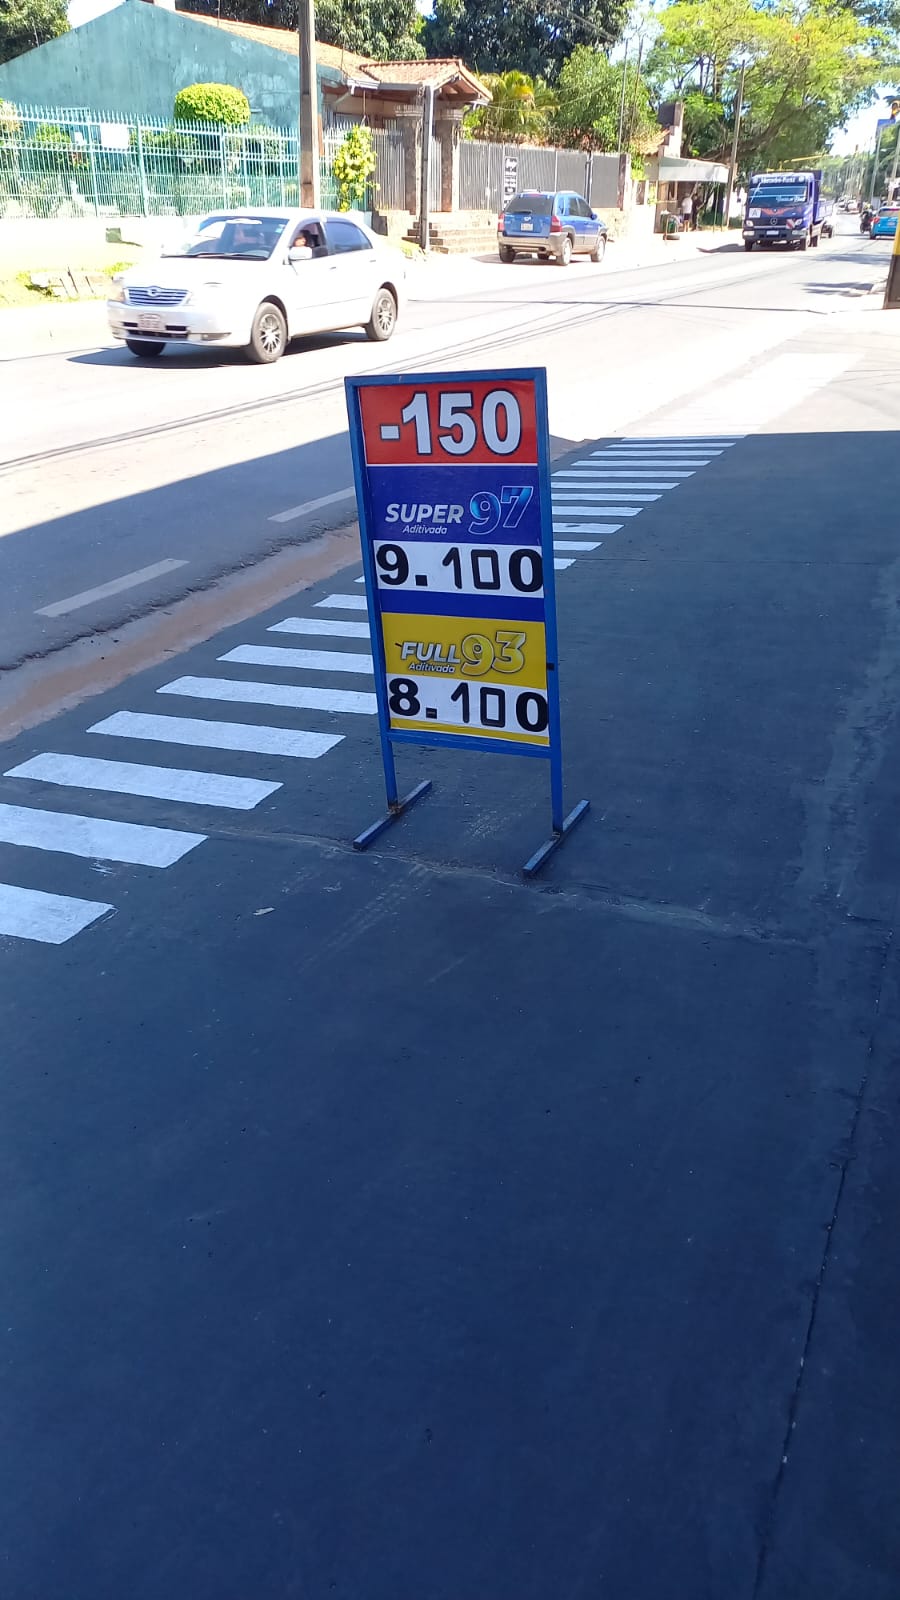 -150
SUPER 97
Aditivada
9.100
FULL 93
Aditivada
8.100